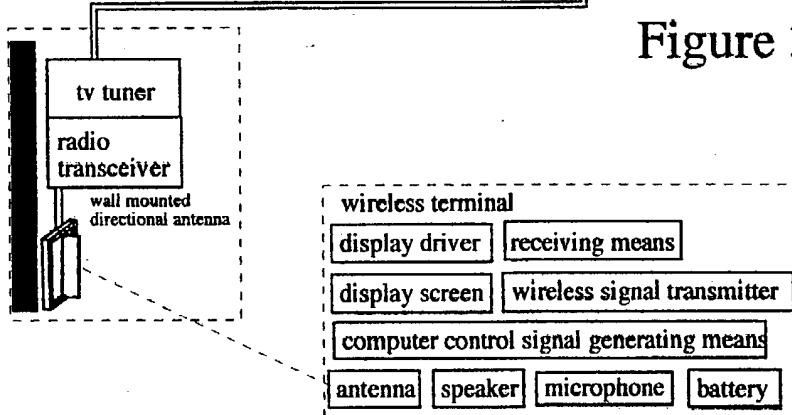 Figure
tv tuner
radio
transceiver
wall mounted
directional antenna
wireless terminal
display driver receiving means
display screen wireless signal transmitter
computer control signal generating means
antenna speaker microphone battery